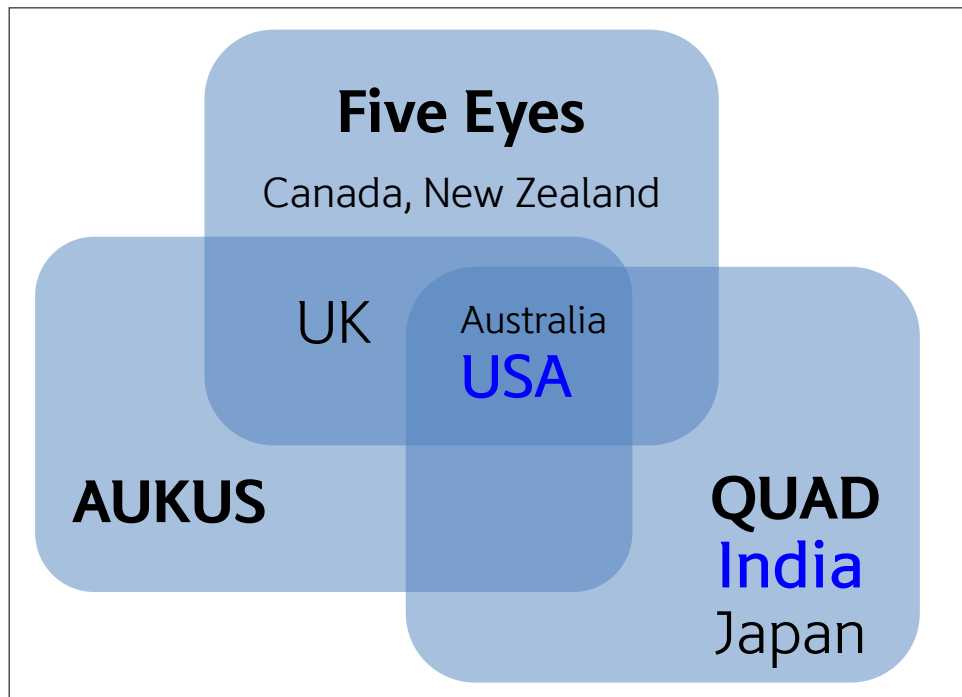 Five Eyes
Canada, New Zealand
UK
Australia
USA
AUKUS
QUAD
India
Japan